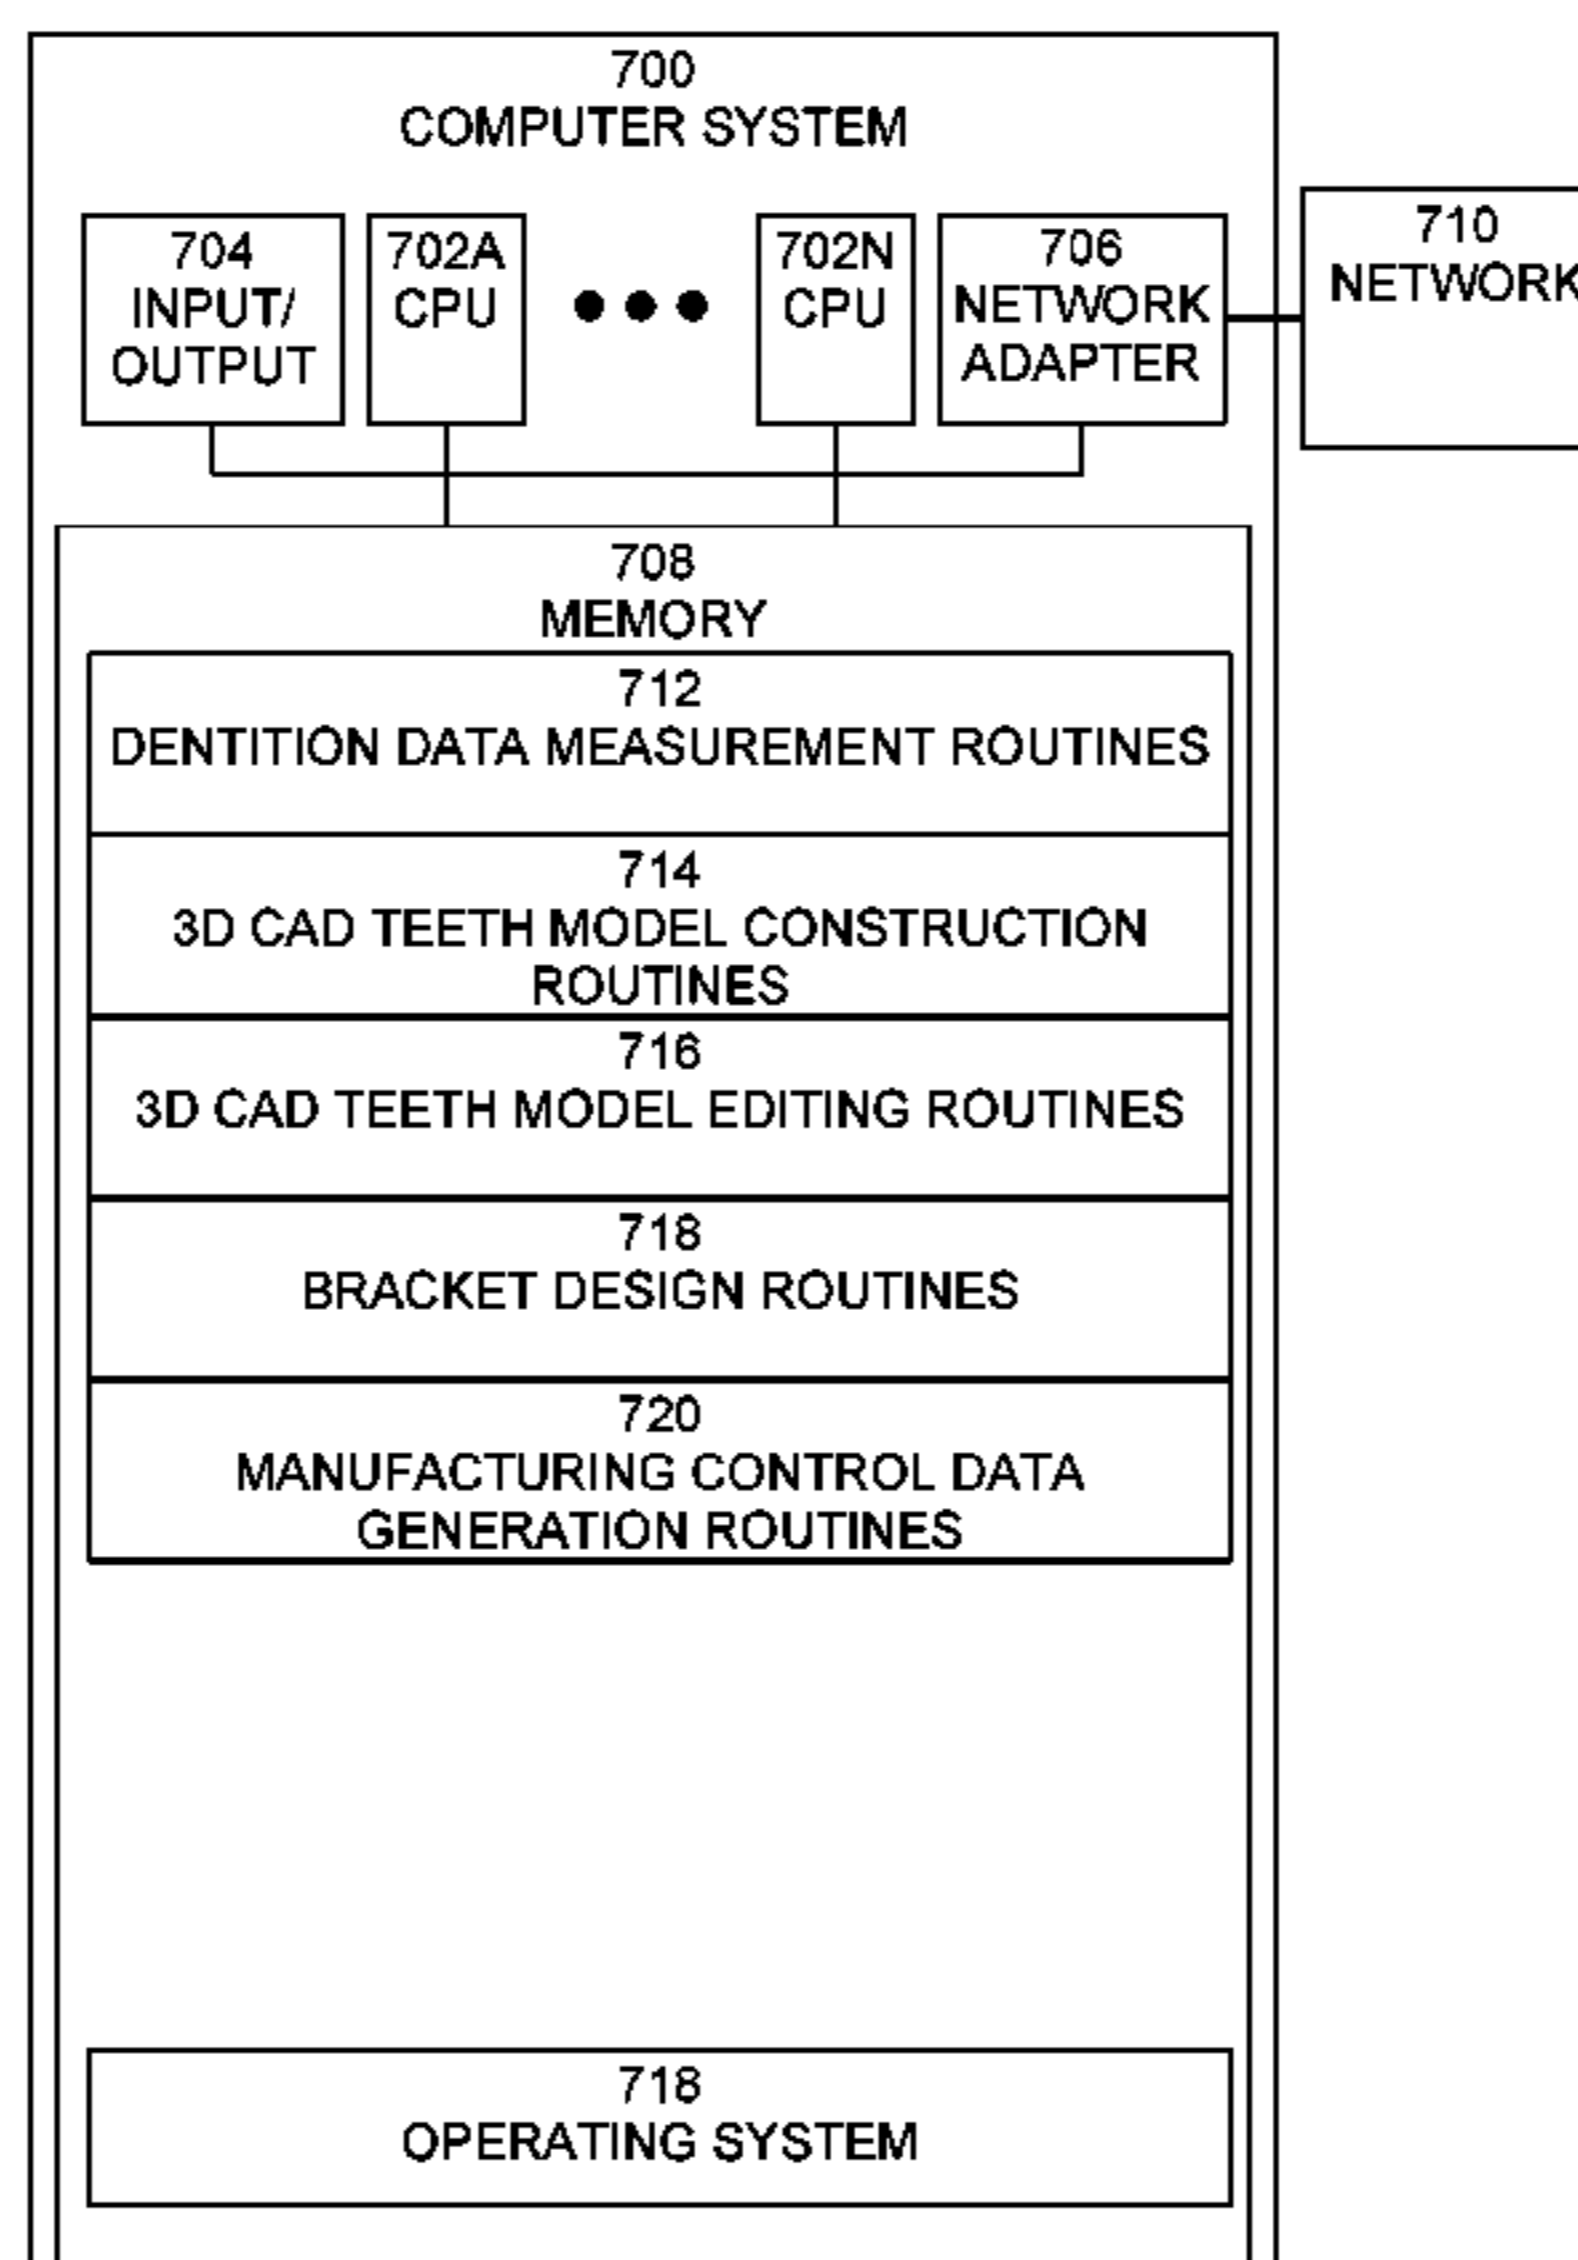 700
COMPUTER SYSTEM
704
INPUT/
OUTPUT
702A
CPU
702N
CPU
706
NETWORK
ADAPTER
710
NETWORK
708
MEMORY
712
DENTITION DATA MEASUREMENT ROUTINES
714
3D CAD TEETH MODEL CONSTRUCTION
ROUTINES
716
3D CAD TEETH MODEL EDITING ROUTINES
718
BRACKET DESIGN ROUTINES
720
MANUFACTURING CONTROL DATA
GENERATION ROUTINES
718
OPERATING SYSTEM